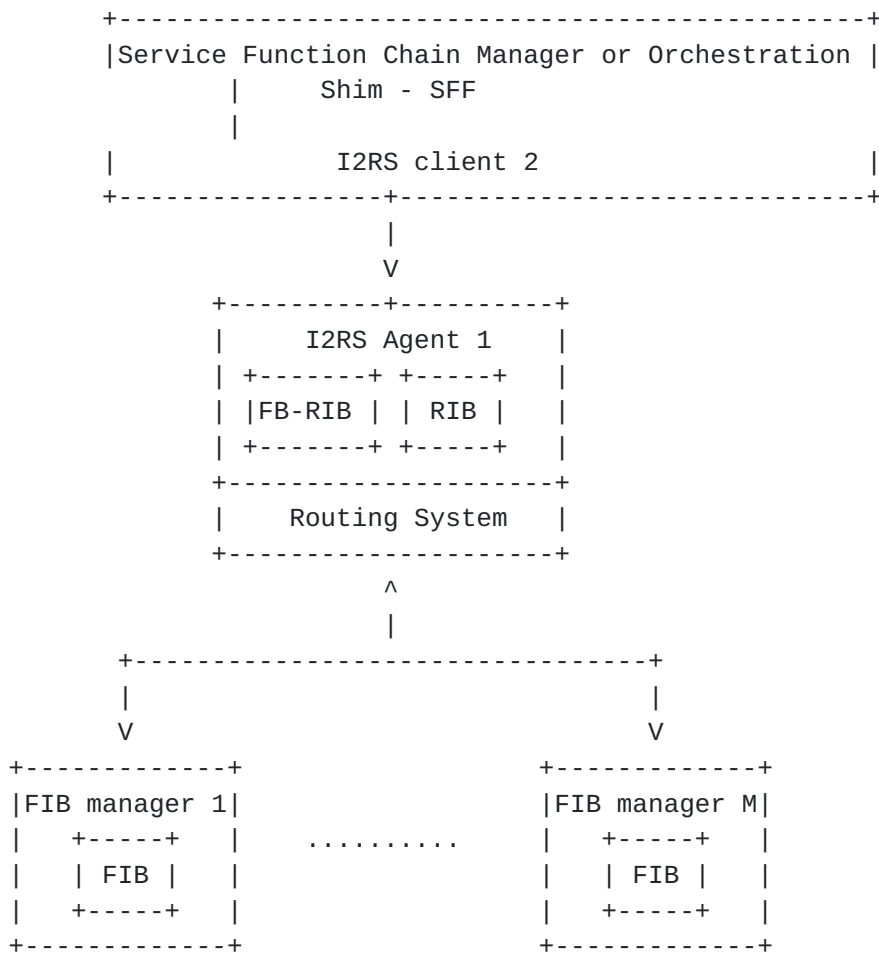 Service Function Chain Manager or Orchestration
Shim - SFF
I2RS client 2
V
I2RS Agent 1
FB-RIB RIB
Routing System
^
V V
FIB manager 1 FIB manager M
..........
FIB FIB